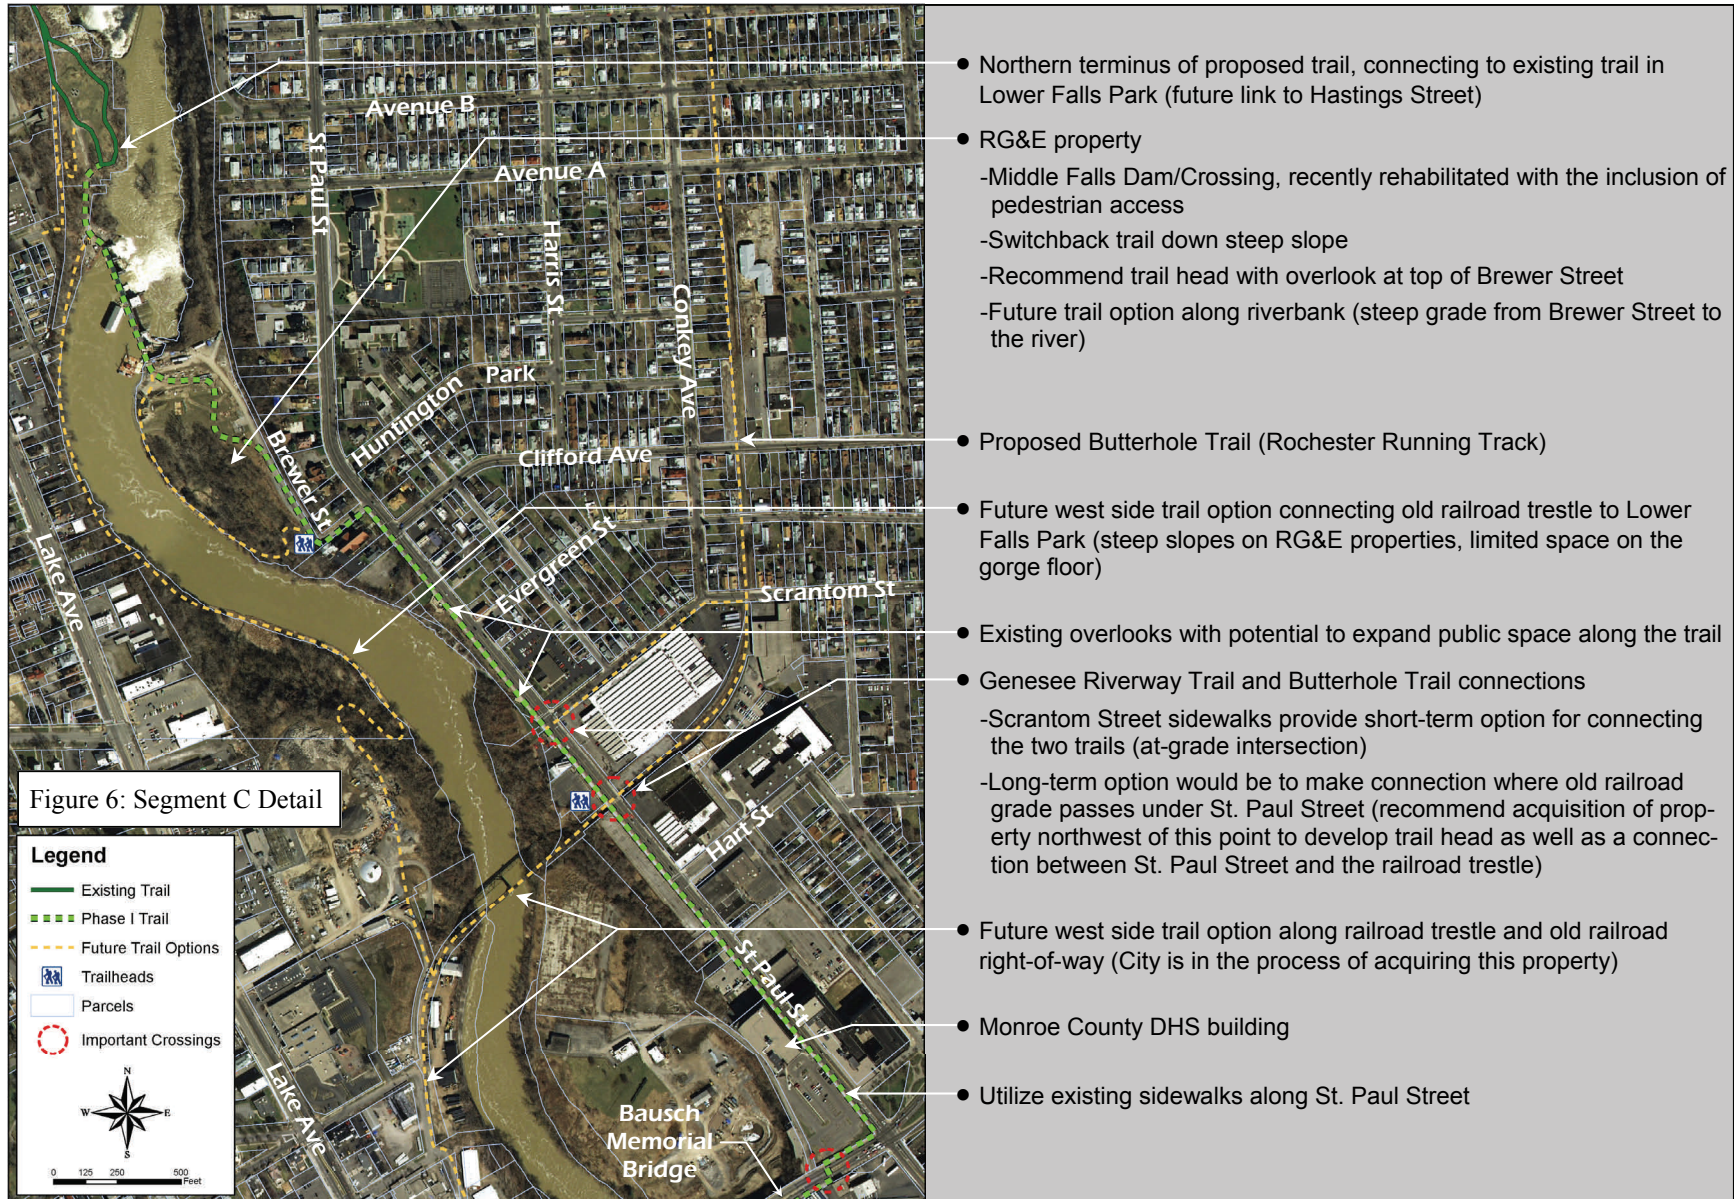 Avenue B
St Paul St
Avenue A
Harris St
Conkey Ave
Huntington Park
Clifford Ave
Brewer St
Evergreen St
Scrantom St
Lake Ave
Hart St
St Paul St
Lake Ave
Bausch
Memorial
Bridge
Figure 6: Segment C Detail
Legend
Existing Trail
Phase I Trail
Future Trail Options
Trailheads
Parcels
Important Crossings
N
W
E
S
0 125 250 500
Feet
• Northern terminus of proposed trail, connecting to existing trail in
Lower Falls Park (future link to Hastings Street)
• RG&E property
-Middle Falls Dam/Crossing, recently rehabilitated with the inclusion of
pedestrian access
-Switchback trail down steep slope
-Recommend trail head with overlook at top of Brewer Street
-Future trail option along riverbank (steep grade from Brewer Street to
the river)
• Proposed Butterhole Trail (Rochester Running Track)
• Future west side trail option connecting old railroad trestle to Lower
Falls Park (steep slopes on RG&E properties, limited space on the
gorge floor)
• Existing overlooks with potential to expand public space along the trail
• Genesee Riverway Trail and Butterhole Trail connections
-Scrantom Street sidewalks provide short-term option for connecting
the two trails (at-grade intersection)
-Long-term option would be to make connection where old railroad
grade passes under St. Paul Street (recommend acquisition of prop-
erty northwest of this point to develop trail head as well as a connec-
tion between St. Paul Street and the railroad trestle)
• Future west side trail option along railroad trestle and old railroad
right-of-way (City is in the process of acquiring this property)
• Monroe County DHS building
• Utilize existing sidewalks along St. Paul Street